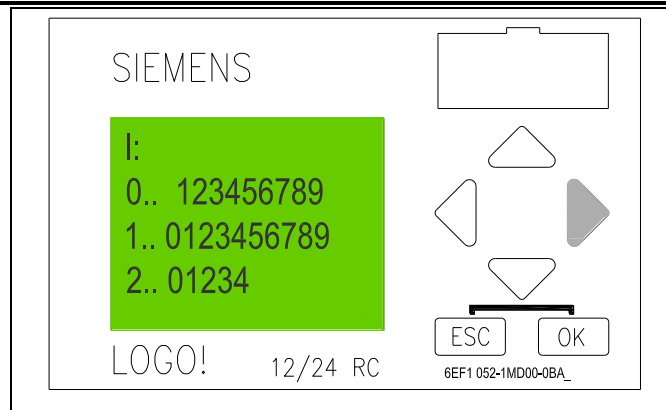 SIEMENS
I:
0.. 123456789
1.. 0123456789
2.. 01234
ESC OK
LOGO! 12/24 RC
6EF1 052-1MD00-0BA_